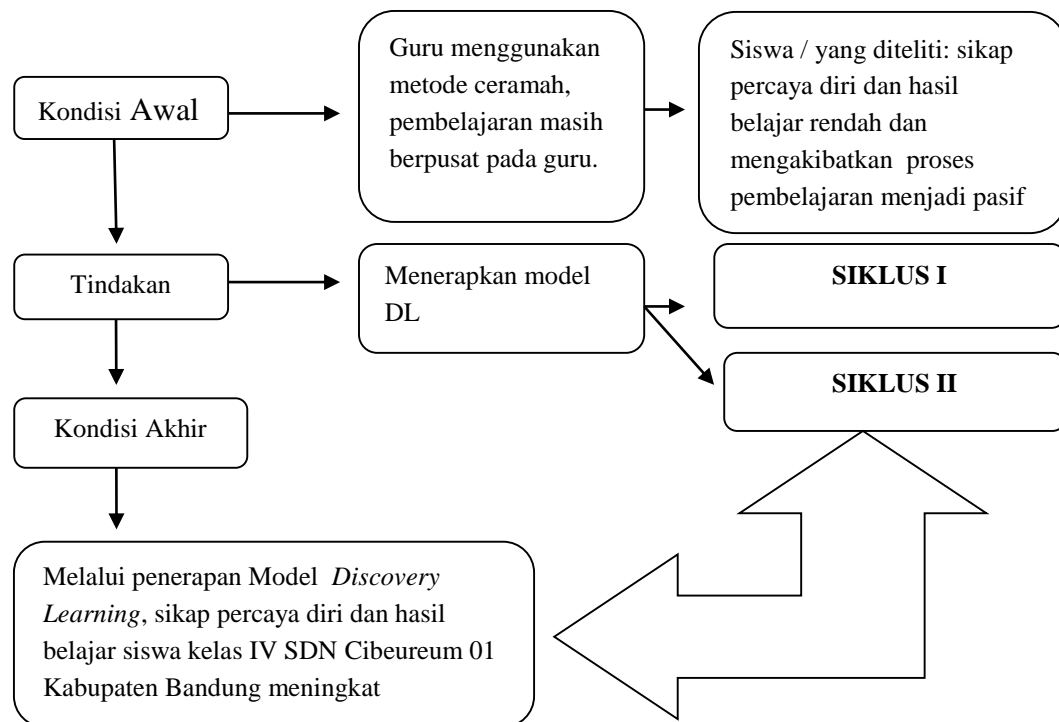 Kondisi Awal
Guru menggunakan
metode ceramah,
pembelajaran masih
berpusat pada guru.
Siswa / yang diteliti: sikap
percaya diri dan hasil
belajar rendah dan
mengakibatkan proses
pembelajaran menjadi pasif
Tindakan
Menerapkan model
DL
SIKLUS I
SIKLUS II
Kondisi Akhir
Melalui penerapan Model Discovery
Learning, sikap percaya diri dan hasil
belajar siswa kelas IV SDN Cibeureum 01
Kabupaten Bandung meningkat